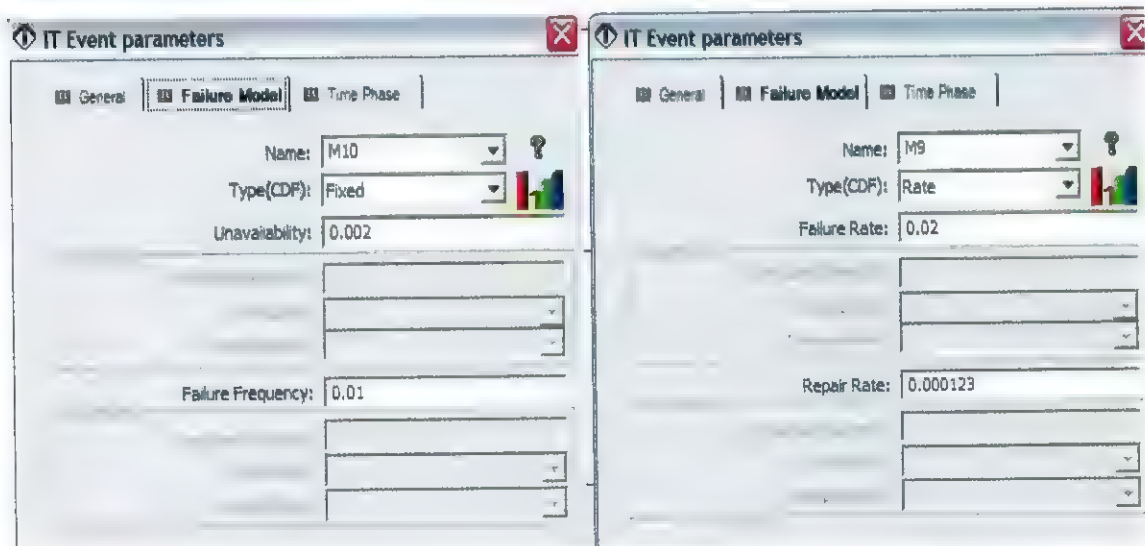 IT Event parameters
General Failure Model Time Phase
Name: M10
Type(CDF): Fixed
Unavailability: 0.002
Failure Frequency: 0.01
IT Event parameters
General Failure Model Time Phase
Name: M9
Type(CDF): Rate
Failure Rate: 0.02
Repair Rate: 0.000123